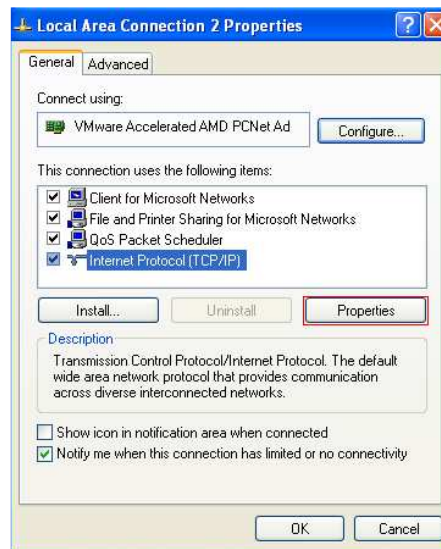 Local Area Connection 2 Properties
General Advanced
Connect using:
VMware Accelerated AMD PCNet Ad Configure...
This connection uses the following items:
Client for Microsoft Networks
File and Printer Sharing for Microsoft Networks
QoS Packet Scheduler
Internet Protocol (TCP/IP)
Install... Uninstall Properties
Description
Transmission Control Protocol/Internet Protocol. The default
wide area network protocol that provides communication
across diverse interconnected networks.
Show icon in notification area when connected
Notify me when this connection has limited or no connectivity
OK Cancel